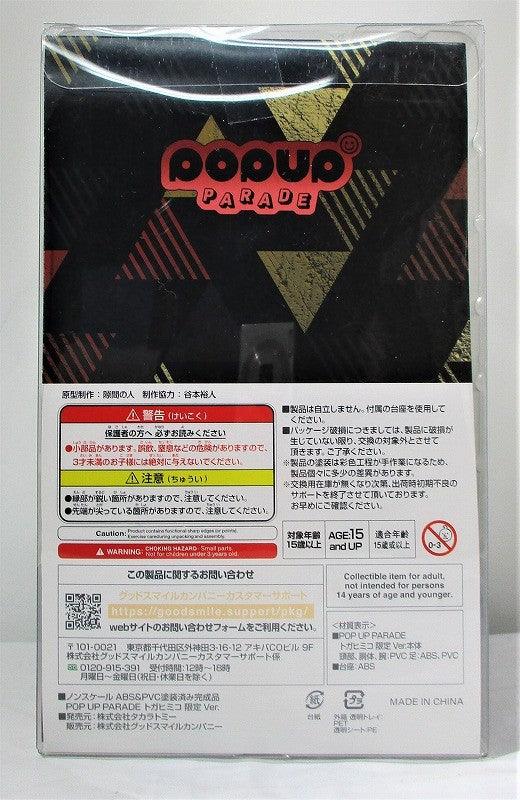 POPUP
PARADE
原型制作：隙間の人　制作協力：谷本裕人
警告（けいこく）
保護者の方へ 必ずお読みください
●小部品があります。誤飲、窒息などの危険がありますので、
3才未満のお子様には絶対に与えないでください。
注意（ちゅうい）
●縁部が鋭い箇所がありますので、注意してください。
●先端が尖っている箇所がありますので、注意してください。
Caution: Product contains functional sharp edges (or points).
Exercise care during unpacking and assembly.
WARNING: CHOKING HAZARD- Small parts.
Not for children under 3 years old.
■製品は自立しません。付属の台座を使用して
ください。
■パッケージ破損につきましては、製品に破損が
生じていない限り、交換の対象外とさせて
頂きます。ご了承ください。
※製品の塗装は彩色工程が手作業になるため、
製品個々に多少の差異があります。
※交換用在庫が無くなり次第、出荷時初期不良の
サポートを終了させて頂いております。
お早めにご確認ください。
対象年齢
15歳以上
AGE:15
and UP
適合年齢
15歳或以上
0-3
この製品に関するお問い合わせ
グッドスマイルカンパニーカスタマーサポート
https://goodsmile.support/pkg/
webサイトのお問い合わせフォームをご利用ください。
〒101-0021　東京都千代田区外神田3-16-12 アキバCOビル 9F
株式会社グッドスマイルカンパニーカスタマーサポート係
0120-915-391　受付時間：12時～18時
月曜日～金曜日（祝日・休業日を除く）
Collectible item for adult,
not intended for persons
14 years of age and younger.
<材質表示>
■POP UP PARADE
トガヒミコ 限定 Ver.本体
頭部、胴体、腕：PVC 足：ABS、PVC
■台座：ABS
■ノンスケール ABS&PVC塗装済み完成品
POP UP PARADE トガヒミコ 限定 Ver.
■発売元：株式会社タカラトミー
■販売元：株式会社グッドスマイルカンパニー
台紙
外箱 透明トレイ：
PET
透明シート：PE
MADE IN CHINA